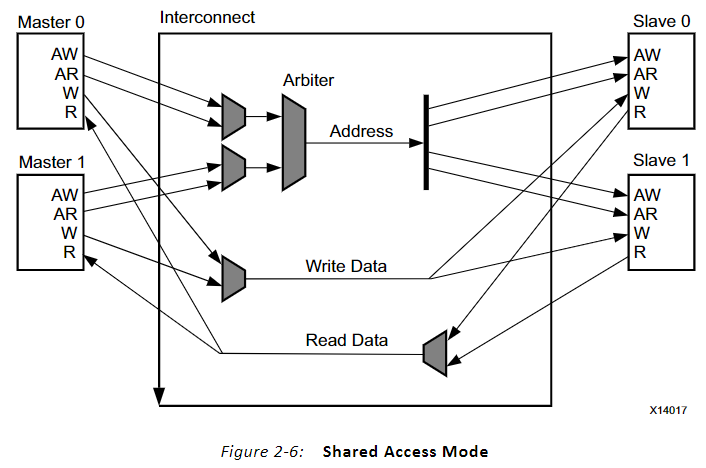 Master 0
Interconnect
Slave 0
AW
AR
W
R
Arbiter
Address
AW
AR
W
R
Master 1
AW
AR
W
R
Slave 1
AW
AR
W
R
Write Data
Read Data
X14017
Figure 2-6: Shared Access Mode